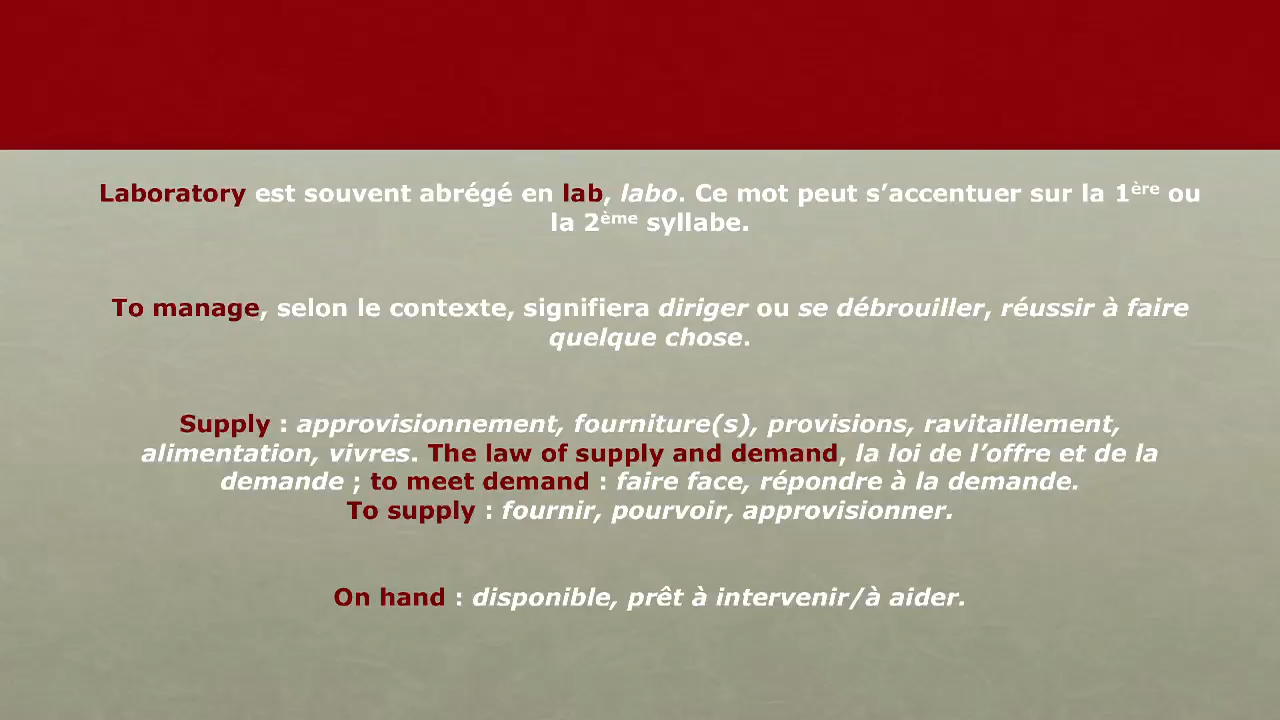 Laboratory est souvent abrégé en lab, labo. Ce mot peut s’accentuer sur la 1ère ou
la 2ème syllabe.
To manage, selon le contexte, signifiera diriger ou se débrouiller, réussir à faire
quelque chose.
Supply : approvisionnement, fourniture(s), provisions, ravitaillement,
alimentation, vivres. The law of supply and demand, la loi de l’offre et de la
demande ; to meet demand : faire face, répondre à la demande.
To supply : fournir, pourvoir, approvisionner.
On hand : disponible, prêt à intervenir/à aider.